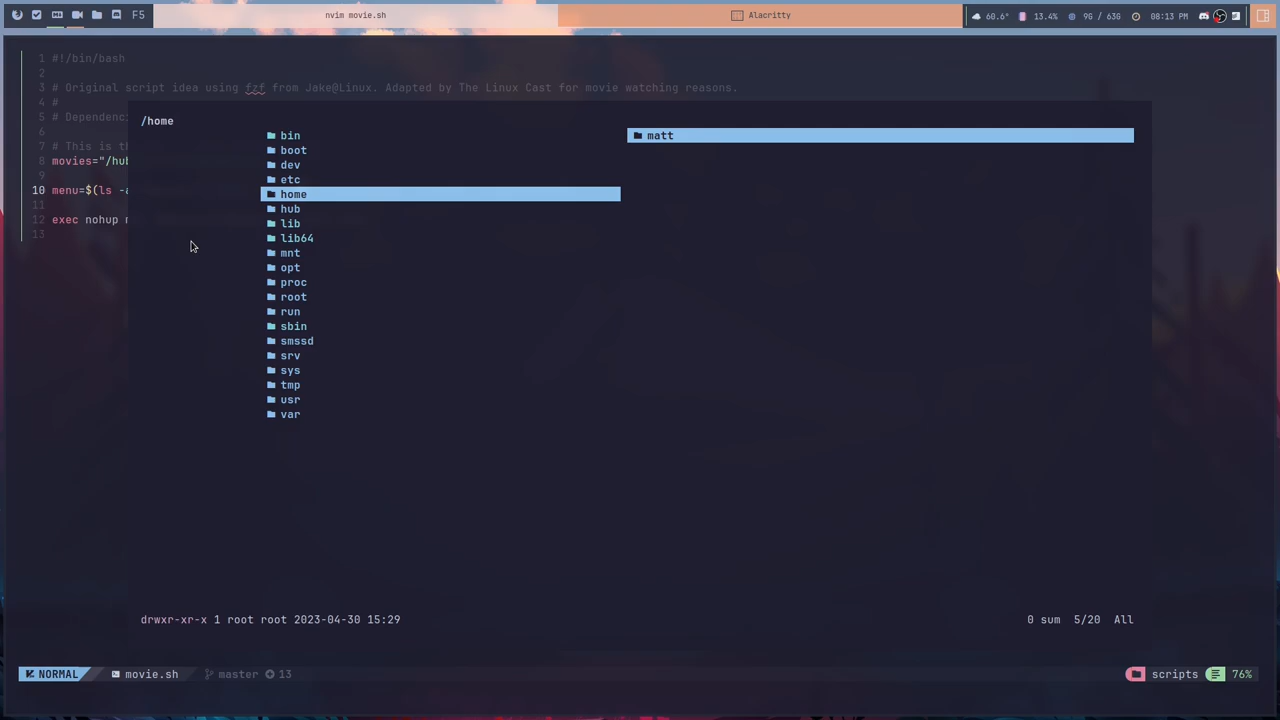 F5
nvim movie.sh
Alacritty
60.6°
13.4%
9G / 63G
08:13 PM
1 #!/bin/bash
2
3 # Original script idea using fzf from Jake@Linux. Adapted by The Linux Cast for movie watching reasons.
4 #
5 # Dependenc
6
7 # This is t
8 movies="/hub
9
10 menu=$(ls -a
11
12 exec nohup m
13
/home
bin
boot
dev
etc
home
hub
lib
lib64
mnt
opt
proc
root
run
sbin
smssd
srv
sys
tmp
usr
var
matt
drwxr-xr-x 1 root root 2023-04-30 15:29
0 sum 5/20 All
NORMAL
movie.sh
master
13
scripts
76%